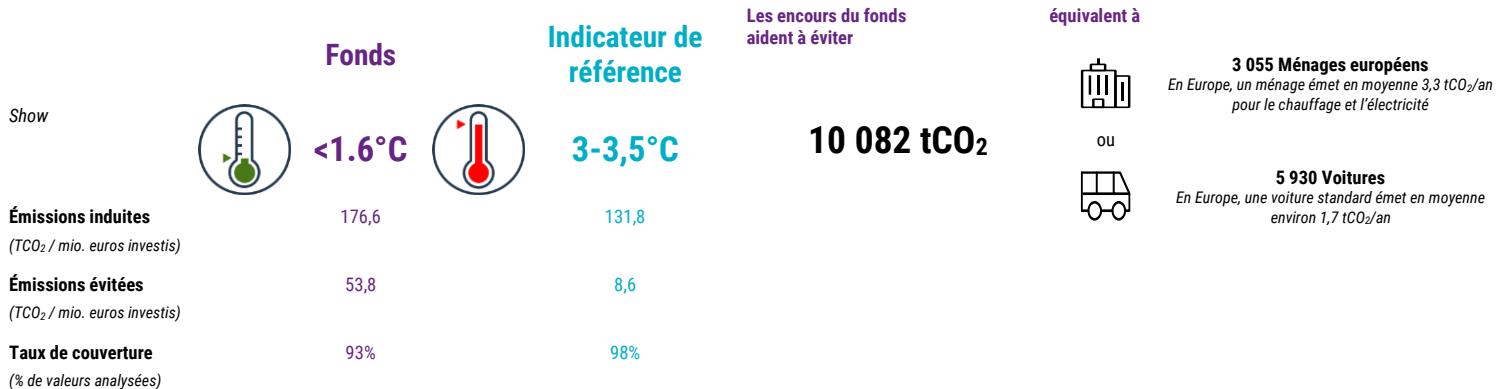 Fonds
Indicateur de
référence
Les encours du fonds
aident à éviter
équivalent à
Show
<1.6°C
3-3,5°C
10 082 tCO₂
3 055 Ménages européens
En Europe, un ménage émet en moyenne 3,3 tCO₂/an
pour le chauffage et l'électricité
ou
5 930 Voitures
En Europe, une voiture standard émet en moyenne
environ 1,7 tCO₂/an
Émissions induites 176,6 131,8
(TCO₂ / mio. euros investis)
Émissions évitées 53,8 8,6
(TCO₂ / mio. euros investis)
Taux de couverture 93% 98%
(% de valeurs analysées)